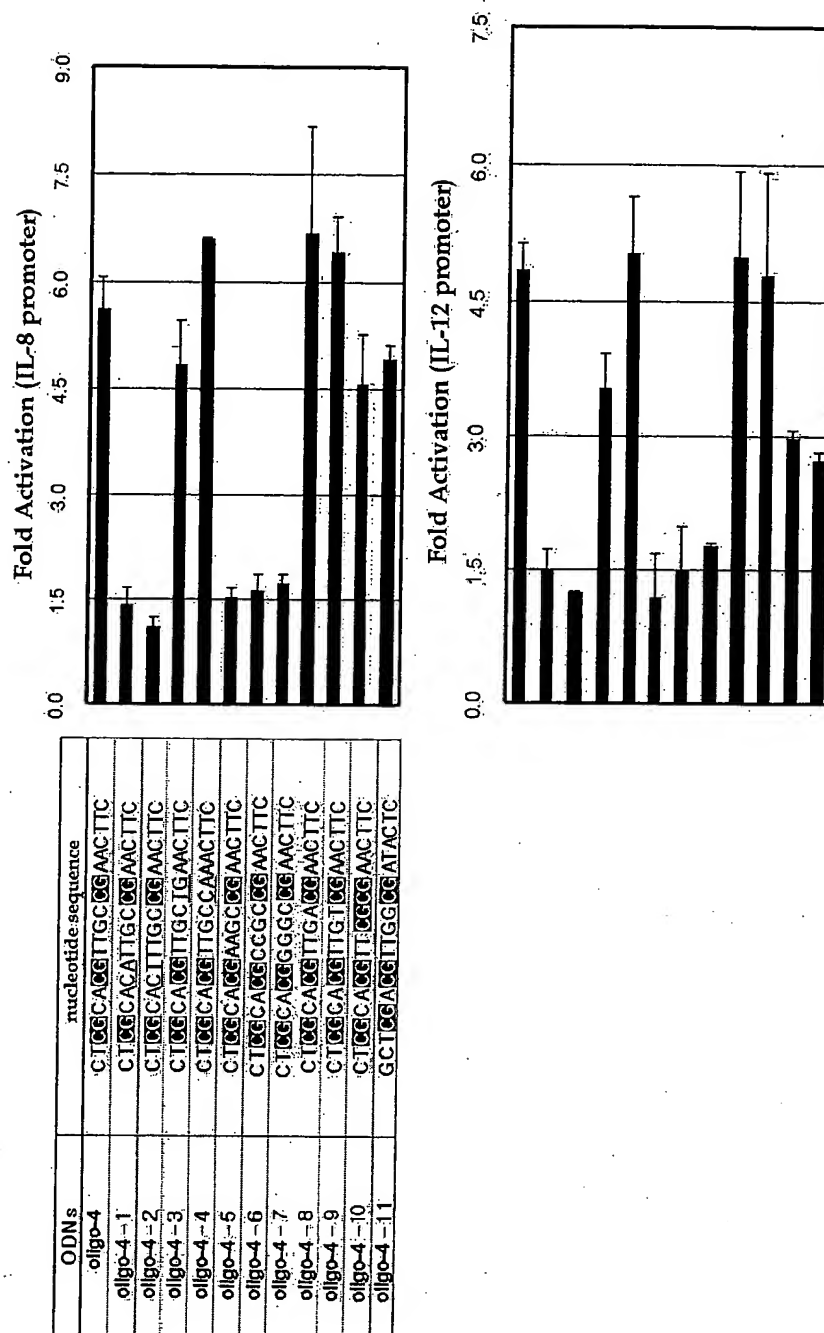 ODNs nucleotide sequence
oligo-4 CTCGCACGTTGCCCGAACTTC
oligo-4-1 CTCGCACATTGCCCGAACTTC
oligo-4-2 CTCGCACTTTGCCCGAACTTC
oligo-4-3 CTCGCACGTTGCTGAACTTC
oligo-4-4 CTCGCACGTTGCCAAACTTC
oligo-4-5 CTCGCACGAAGCCGAACTTC
oligo-4-6 CTCGCACGCCGCCGAACTTC
oligo-4-7 CTCGCACGGGGCCGAACTTC
oligo-4-8 CTCGCACGTTGACGAACTTC
oligo-4-9 CTCGCACGTTGTCGAACTTC
oligo-4-10 CTCGCACGTTCGCGAACTTC
oligo-4-11 GCTCGACGTTGGCGATACTC
Fold Activation (IL-8 promoter)
0.0 1.5 3.0 4.5 6.0 7.5 9.0
Fold Activation (IL-12 promoter)
0.0 1.5 3.0 4.5 6.0 7.5